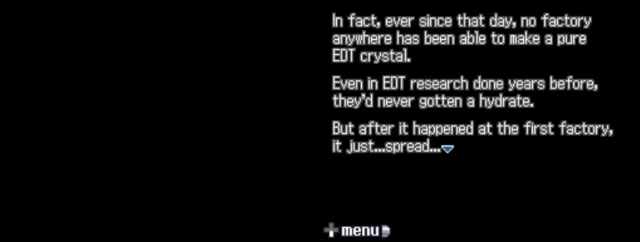 In fact, ever since that day, no factory
anywhere has been able to make a pure
EDT crystal.
Even in EDT research done years before,
they'd never gotten a hydrate.
But after it happened at the first factory,
it just...spread...
menu